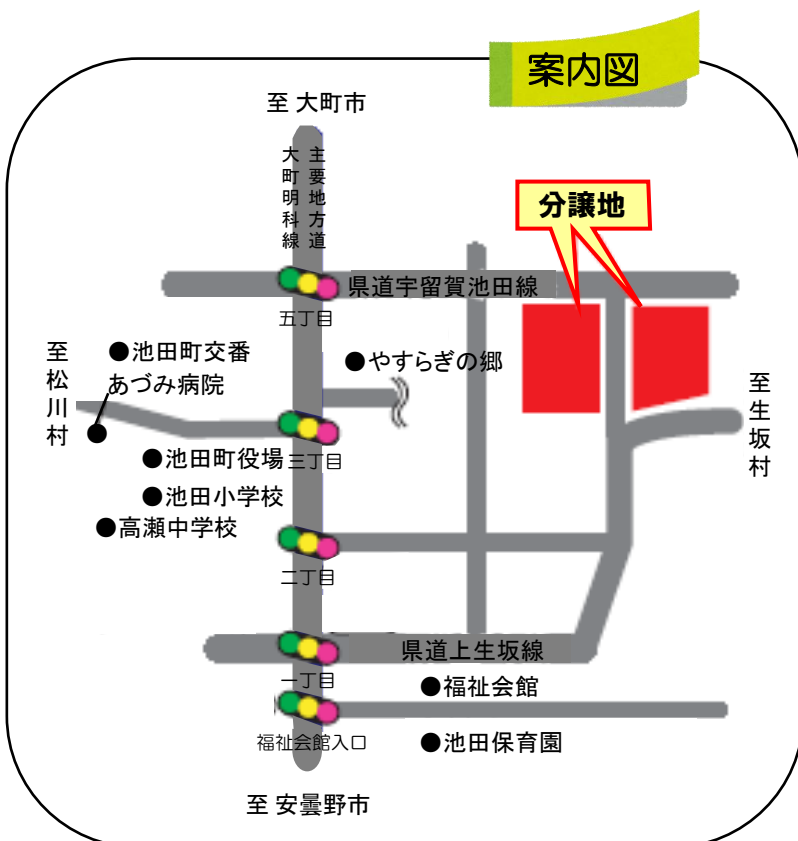 案内図
至 大町市
主要地方道
大町明科線
分譲地
県道宇留賀池田線
五丁目
至松川村
●池田町交番
●やすらぎの郷
あづみ病院
至生坂村
●池田町役場
三丁目
●池田小学校
●高瀬中学校
二丁目
県道上生坂線
一丁目
●福祉会館
福祉会館入口
●池田保育園
至 安曇野市